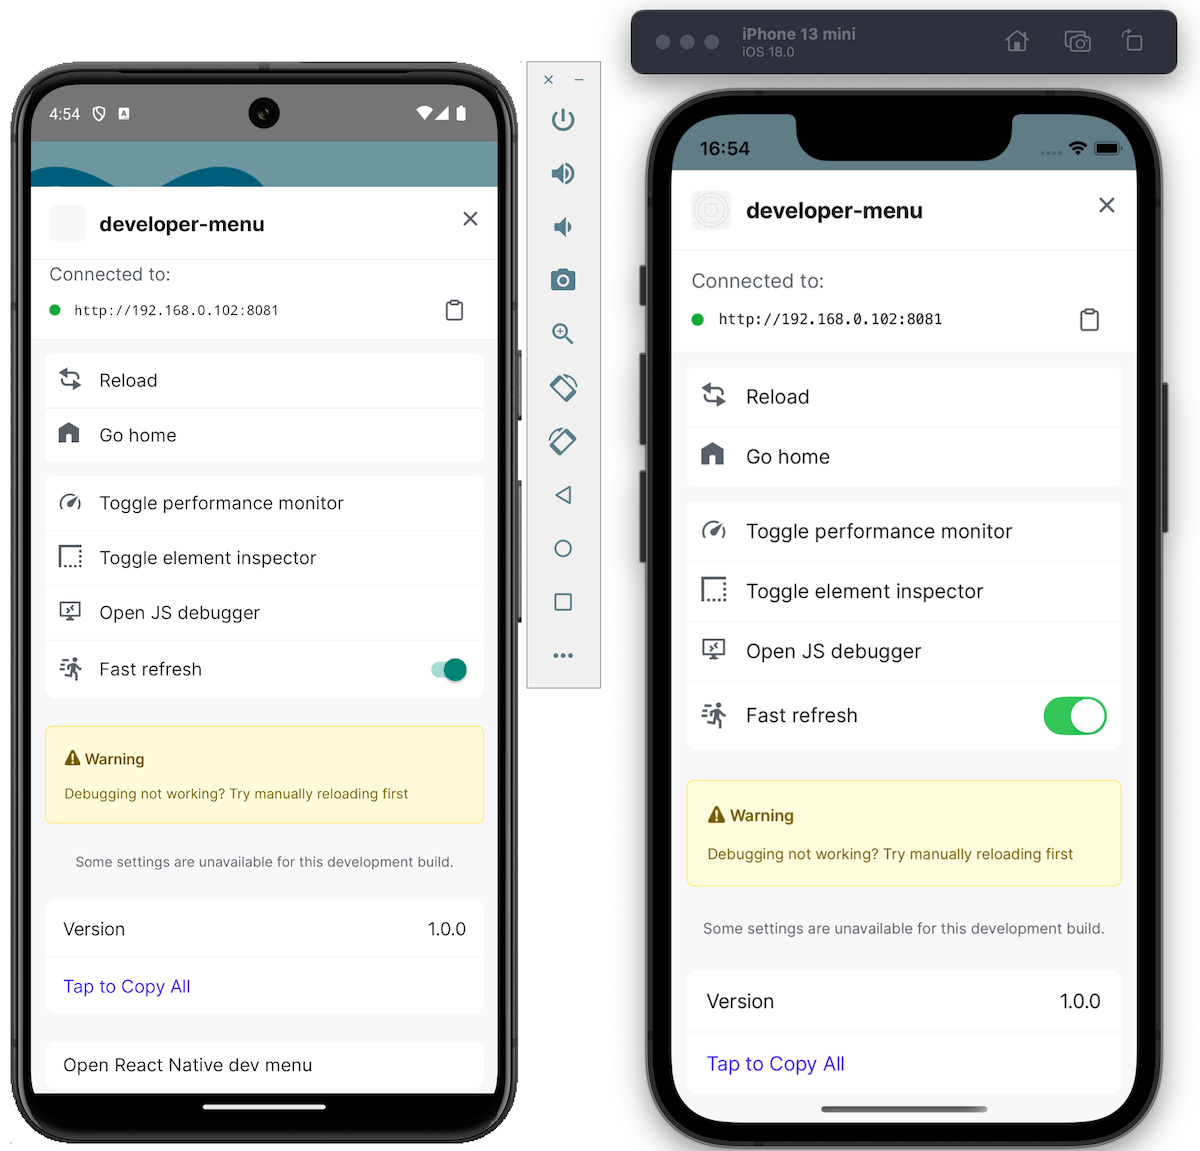 4:54
A
developer-menu
Connected to:
http://192.168.0.102:8081
Reload
Go home
Toggle performance monitor
Toggle element inspector
Open JS debugger
Fast refresh
Warning
Debugging not working? Try manually reloading first
Some settings are unavailable for this development build.
Version 1.0.0
Tap to Copy All
Open React Native dev menu
iPhone 13 mini
iOS 18.0
16:54
developer-menu
Connected to:
http://192.168.0.102:8081
Reload
Go home
Toggle performance monitor
Toggle element inspector
Open JS debugger
Fast refresh
Warning
Debugging not working? Try manually reloading first
Some settings are unavailable for this development build.
Version 1.0.0
Tap to Copy All